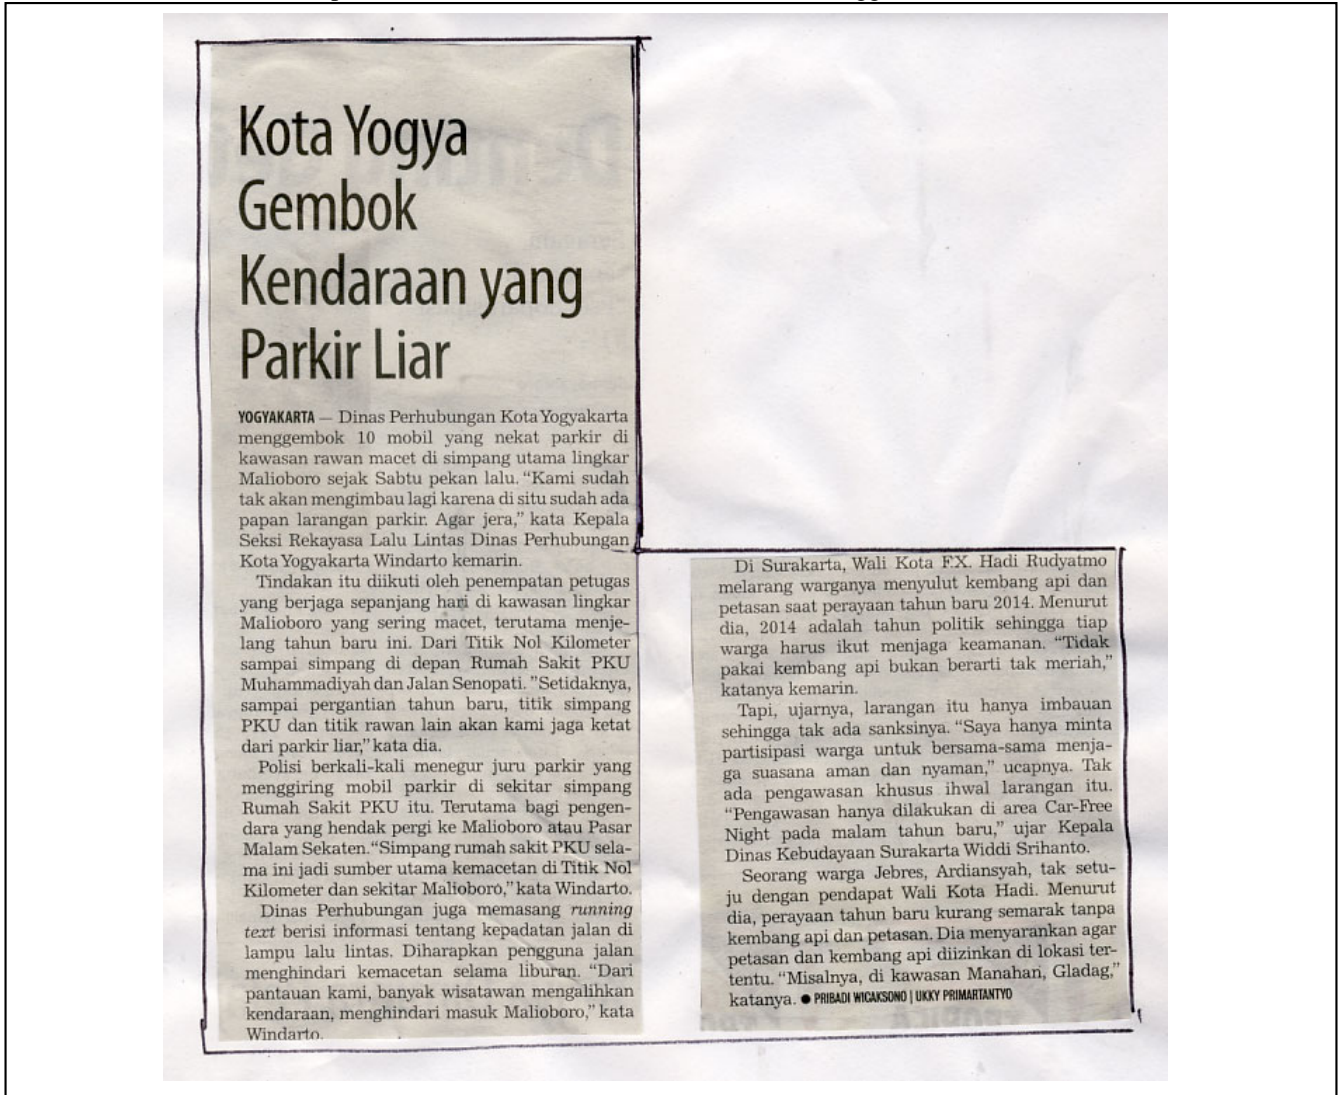 Kota Yogya
Gembok
Kendaraan yang
Parkir Liar
YOGYAKARTA — Dinas Perhubungan Kota Yogyakarta
menggembok 10 mobil yang nekat parkir di
kawasan rawan macet di simpang utama lingkar
Malioboro sejak Sabtu pekan lalu. “Kami sudah
tak akan mengimbau lagi karena di situ sudah ada
papan larangan parkir. Agar jera,” kata Kepala
Seksi Rekayasa Lalu Lintas Dinas Perhubungan
Kota Yogyakarta Windarto kemarin.
Tindakan itu diikuti oleh penempatan petugas
yang berjaga sepanjang hari di kawasan lingkar
Malioboro yang sering macet, terutama menje-
lang tahun baru ini. Dari Titik Nol Kilometer
sampai simpang di depan Rumah Sakit PKU
Muhammadiyah dan Jalan Senopati. “Setidaknya,
sampai pergantian tahun baru, titik simpang
PKU dan titik rawan lain akan kami jaga ketat
dari parkir liar,” kata dia.
Polisi berkali-kali menegur juru parkir yang
menggiring mobil parkir di sekitar simpang
Rumah Sakit PKU itu. Terutama bagi pengen-
dara yang hendak pergi ke Malioboro atau Pasar
Malam Sekaten. “Simpang rumah sakit PKU sela-
ma ini jadi sumber utama kemacetan di Titik Nol
Kilometer dan sekitar Malioboro,” kata Windarto.
Dinas Perhubungan juga memasang running
text berisi informasi tentang kepadatan jalan di
lampu lalu lintas. Diharapkan pengguna jalan
menghindari kemacetan selama liburan. “Dari
pantauan kami, banyak wisatawan mengalihkan
kendaraan, menghindari masuk Malioboro,” kata
Windarto.
Di Surakarta, Wali Kota F.X. Hadi Rudyatmo
melarang warganya menyulut kembang api dan
petasan saat perayaan tahun baru 2014. Menurut
dia, 2014 adalah tahun politik sehingga tiap
warga harus ikut menjaga keamanan. “Tidak
pakai kembang api bukan berarti tak meriah,”
katanya kemarin.
Tapi, ujarnya, larangan itu hanya imbauan
sehingga tak ada sanksinya. “Saya hanya minta
partisipasi warga untuk bersama-sama menja-
ga suasana aman dan nyaman,” ucapnya. Tak
ada pengawasan khusus ihwal larangan itu.
“Pengawasan hanya dilakukan di area Car-Free
Night pada malam tahun baru,” ujar Kepala
Dinas Kebudayaan Surakarta Widdi Srihanto.
Seorang warga Jebres, Ardiansyah, tak setu-
ju dengan pendapat Wali Kota Hadi. Menurut
dia, perayaan tahun baru kurang semarak tanpa
kembang api dan petasan. Dia menyarankan agar
petasan dan kembang api diizinkan di lokasi ter-
tentu. “Misalnya, di kawasan Manahan, Gladag,”
katanya. ● PRIBADI WICAKSONO | UKKY PRIMARTANTYO